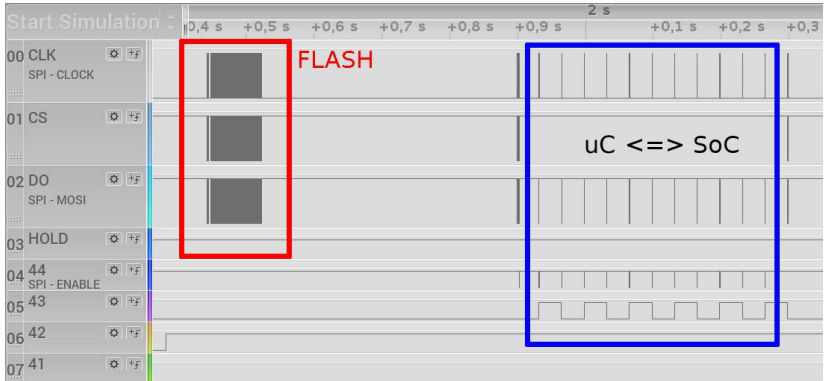 Start Simulation
2 s
0,4 s +0,5 s +0,6 s +0,7 s +0,8 s +0,9 s +0,1 s +0,2 s +0,3
00 CLK
SPI - CLOCK
FLASH
01 CS
uC <=> SoC
02 DO
SPI - MOSI
03 HOLD
04 44
SPI - ENABLE
05 43
06 42
07 41